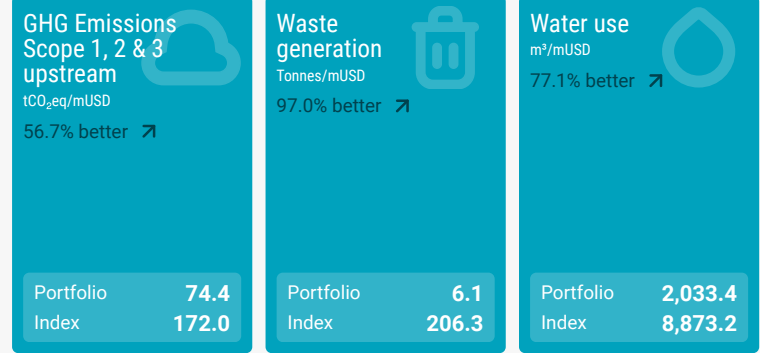 GHG Emissions
Scope 1, 2 & 3
upstream
tCO₂eq/mUSD
56.7% better
Portfolio 74.4
Index 172.0
Waste
generation
Tonnes/mUSD
97.0% better
Portfolio 6.1
Index 206.3
Water use
m³/mUSD
77.1% better
Portfolio 2,033.4
Index 8,873.2